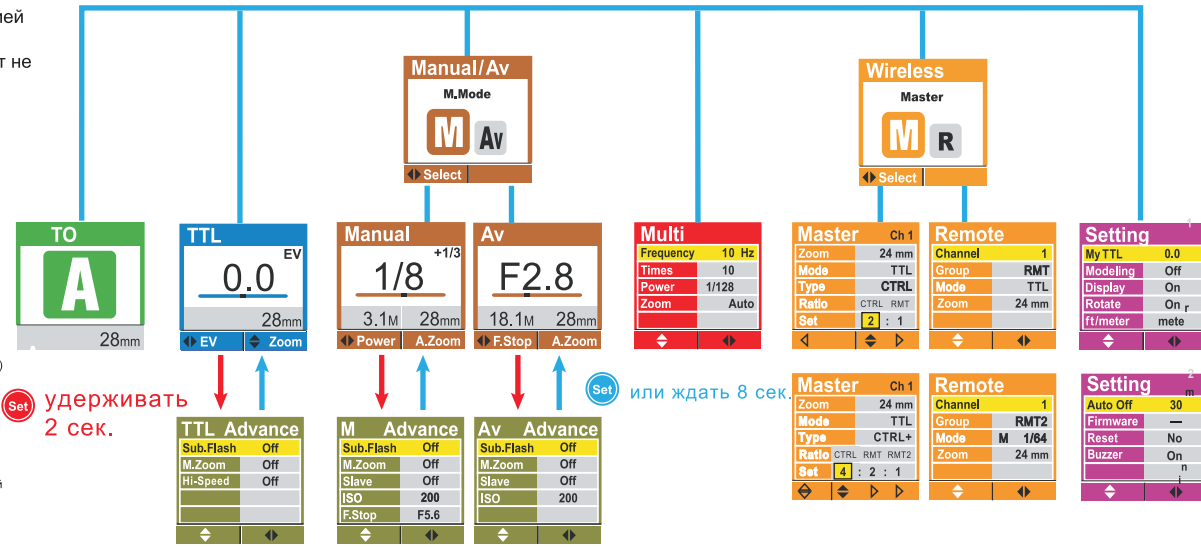 ией
т не
Manual/Av
M.Mode
M Av
Select
Wireless
Master
M R
Select
TO
A
28mm
TTL
EV
0.0
28mm
EV Zoom
Manual
+1/3
1/8
3.1M 28mm
Power A.Zoom
Av
F2.8
18.1M 28mm
F.Stop A.Zoom
Multi
Frequency 10 Hz
Times 10
Power 1/128
Zoom Auto
Master Ch 1
Zoom 24 mm
Mode TTL
Type CTRL
Ratio CTRL RMT
Set 2 : 1
Remote
Channel 1
Group RMT
Mode TTL
Zoom 24 mm
1
Setting
My TTL 0.0
Modeling Off
Display On
Rotate On r
ft/meter mete
)
Set удерживать
2 сек.
Set или ждать 8 сек.
й
TTL Advance
Sub.Flash Off
M.Zoom Off
Hi-Speed Off
M Advance
Sub.Flash Off
M.Zoom Off
Slave Off
ISO 200
F.Stop F5.6
Av Advance
Sub.Flash Off
M.Zoom Off
Slave Off
ISO 200
Master Ch 1
Zoom 24 mm
Mode TTL
Type CTRL+
Ratio CTRL RMT RMT2
Set 4 : 2 : 1
Remote
Channel 1
Group RMT2
Mode M 1/64
Zoom 24 mm
2
Setting m
Auto Off 30
Firmware —
Reset No
Buzzer On
n
i